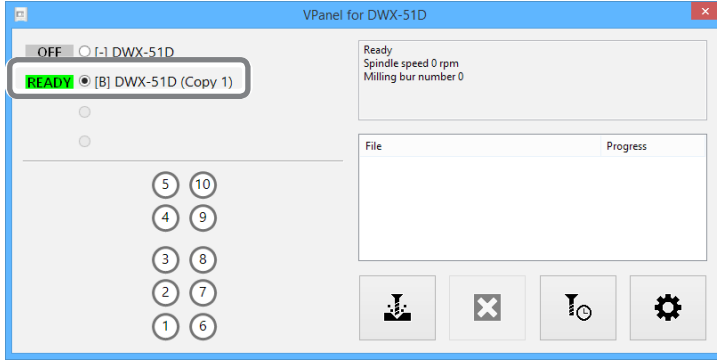 VPanel for DWX-51D
OFF [-] DWX-51D
READY [B] DWX-51D (Copy 1)
Ready
Spindle speed 0 rpm
Milling bur number 0
File Progress
5 10
4 9
3 8
2 7
1 6